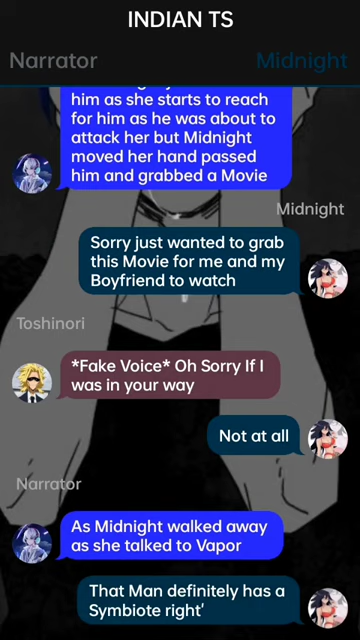 INDIAN TS
Narrator
Midnight
him as she starts to reach
for him as he was about to
attack her but Midnight
moved her hand passed
him and grabbed a Movie
Midnight
Sorry just wanted to grab
this Movie for me and my
Boyfriend to watch
Toshinori
*Fake Voice* Oh Sorry If I
was in your way
Not at all
Narrator
As Midnight walked away
as she talked to Vapor
That Man definitely has a
Symbiote right'